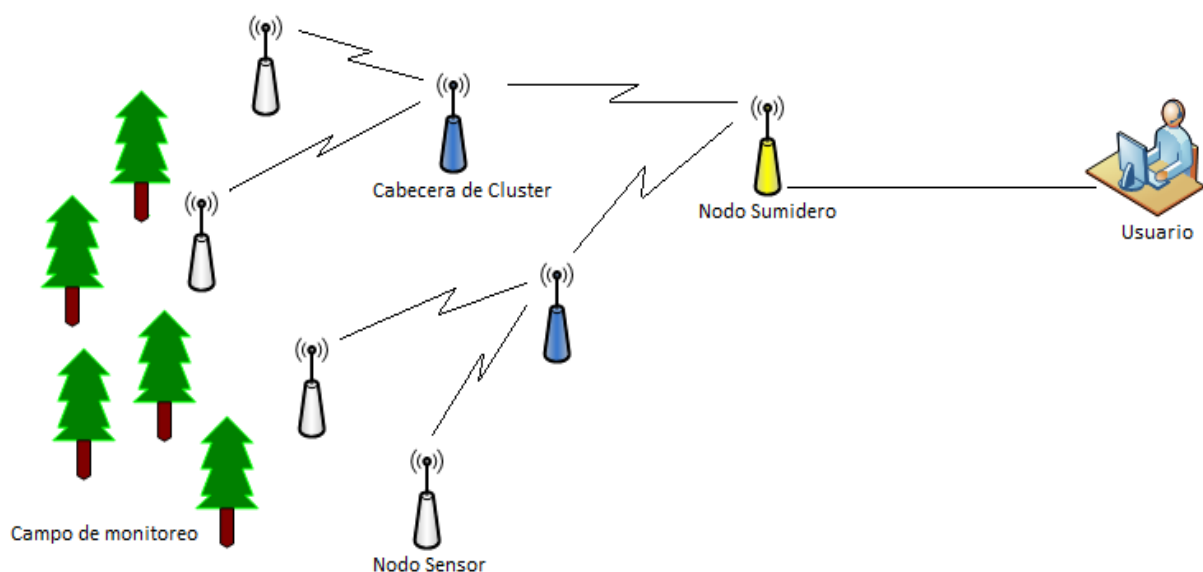 Cabecera de Cluster
Nodo Sumidero
Usuario
Campo de monitoreo
Nodo Sensor